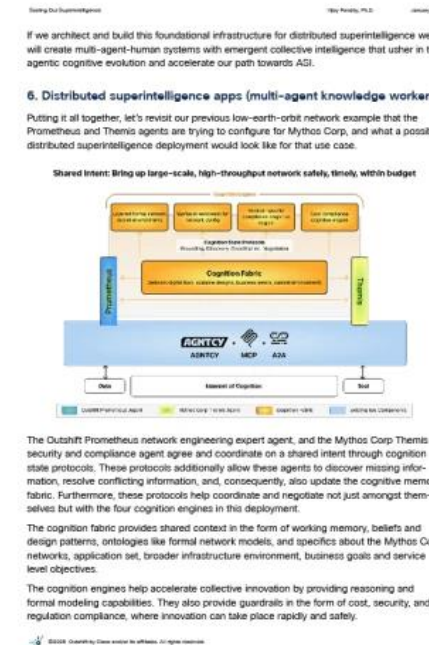 Scaling Out Superintelligence
Vijoy Pandey, Ph.D.
If we architect and build this foundational infrastructure for distributed superintelligence we
will create multi-agent-human systems with emergent collective intelligence that usher in t
agentic cognitive evolution and accelerate our path towards ASI.
6. Distributed superintelligence apps (multi-agent knowledge worker
Putting it all together, let's revisit our previous low-earth-orbit network example that the
Prometheus and Themis agents are trying to configure for Mythos Corp, and what a possi
distributed superintelligence deployment would look like for that use case.
Shared Intent: Bring up large-scale, high-throughput network safely, timely, within budget
Cognition Engines
Cognition State Protocols
Cognition Fabric
Prometheus
Themis
AGNTCY
AGNTCY
MCP
A2A
Data
Internet of Cognition
Tool
The Outshift Prometheus network engineering expert agent, and the Mythos Corp Themis
security and compliance agent agree and coordinate on a shared intent through cognition
state protocols. These protocols additionally allow these agents to discover missing infor-
mation, resolve conflicting information, and, consequently, also update the cognitive memo
fabric. Furthermore, these protocols help coordinate and negotiate not just amongst them-
selves but with the four cognition engines in this deployment.
The cognition fabric provides shared context in the form of working memory, beliefs and
design patterns, ontologies like formal network models, and specifics about the Mythos Co
networks, application set, broader infrastructure environment, business goals and service
level objectives.
The cognition engines help accelerate collective innovation by providing reasoning and
formal modeling capabilities. They also provide guardrails in the form of cost, security, and
regulation compliance, where innovation can take place rapidly and safely.